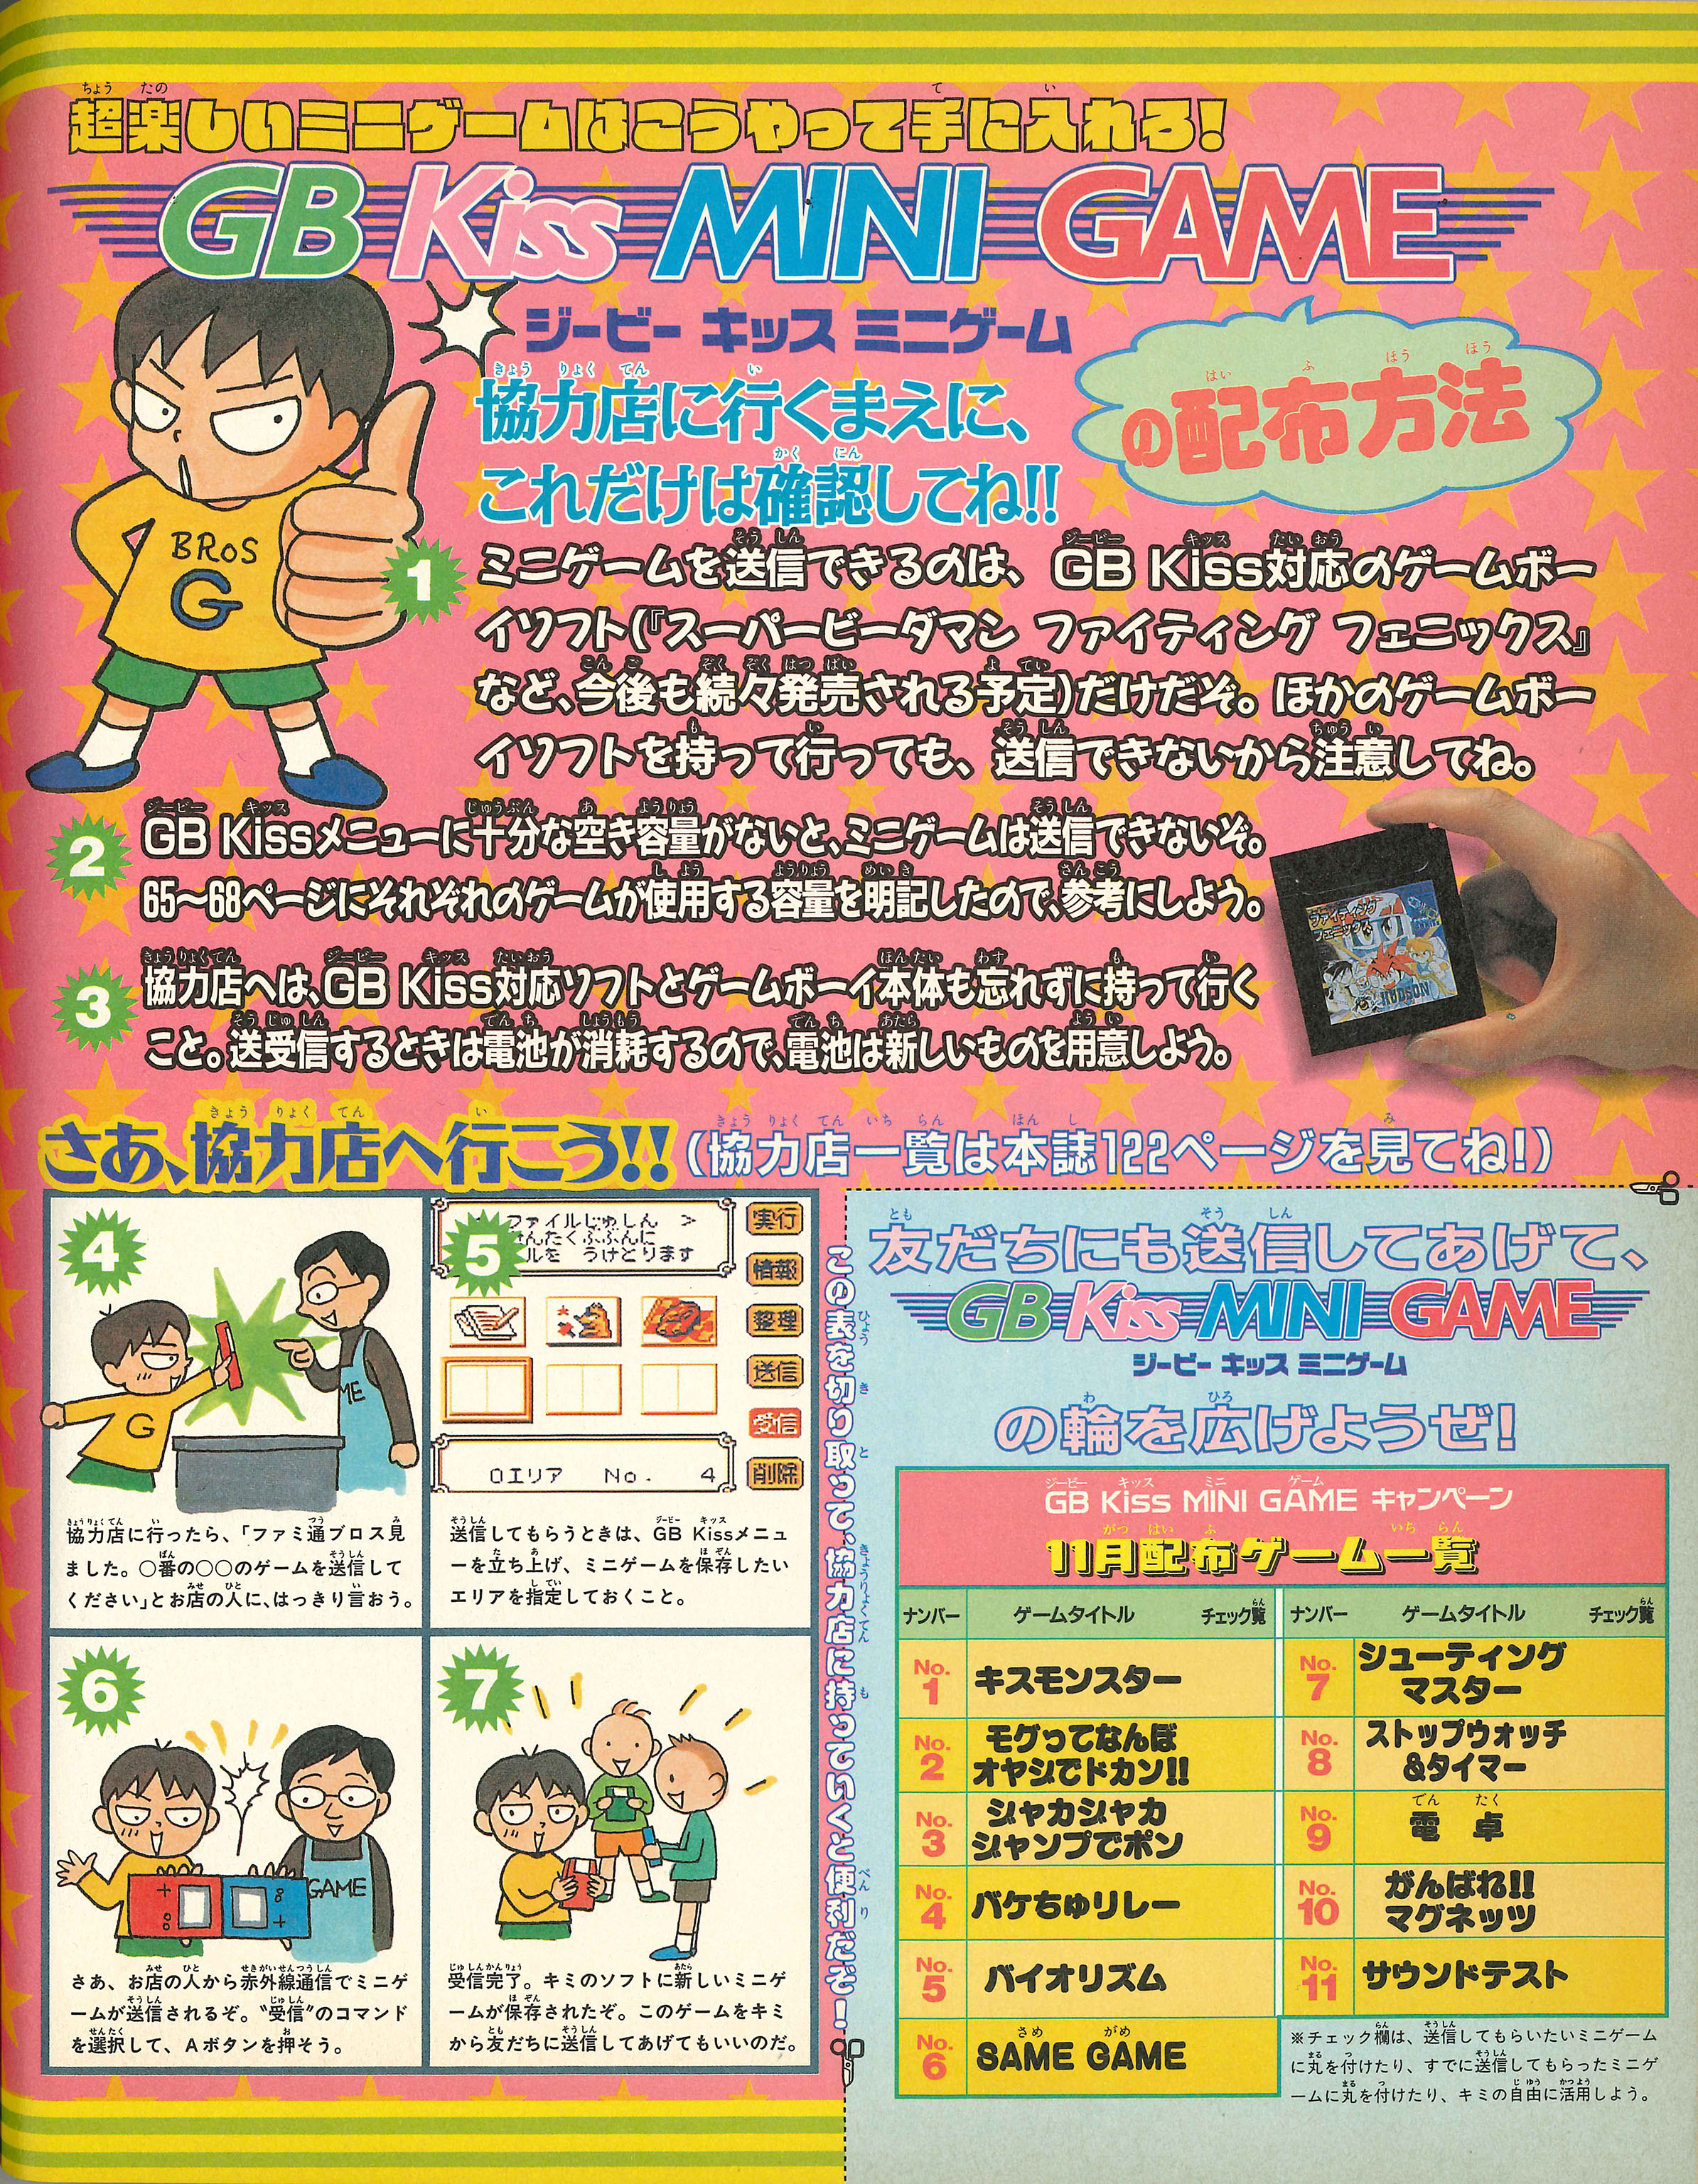 超楽しいミニゲームはこうやって手に入れろ!
GB Kiss MINI GAME
ジービー キッス ミニゲーム
の配布方法
協力店に行くまえに、
これだけは確認してね!!
BROS
G
1
ミニゲームを送信できるのは、GB Kiss対応のゲームボー
イソフト(『スーパービーダマン ファイティング フェニックス』
など、今後も続々発売される予定)だけだぞ。ほかのゲームボー
イソフトを持って行っても、送信できないから注意してね。
2
GB Kissメニューに十分な空き容量がないと、ミニゲームは送信できないぞ。
65〜68ページにそれぞれのゲームが使用する容量を明記したので、参考にしよう。
3
協力店へは、GB Kiss対応ソフトとゲームボーイ本体も忘れずに持って行く
こと。送受信するときは電池が消耗するので、電池は新しいものを用意しよう。
ファイティング
フェニックス
HUDSON
さあ、協力店へ行こう!!(協力店一覧は本誌122ページを見てね!)
4
G
ME
協力店に行ったら、「ファミ通ブロス見
ました。○番の○○のゲームを送信して
ください」とお店の人に、はっきり言おう。
5
ファイルじゅしん >
せんたくぶぶんに
ルを うけとります
実行
情報
整理
送信
受信
削除
0エリア No. 4
送信してもらうときは、GB Kissメニュ
ーを立ち上げ、ミニゲームを保存したい
エリアを指定しておくこと。
6
GAME
さあ、お店の人から赤外線通信でミニゲ
ームが送信されるぞ。“受信”のコマンド
を選択して、Aボタンを押そう。
7
受信完了。キミのソフトに新しいミニゲ
ームが保存されたぞ。このゲームをキミ
から友だちに送信してあげてもいいのだ。
この表を切り取って、協力店に持っていくと便利だぞ!
友だちにも送信してあげて、
GB Kiss MINI GAME
ジービー キッス ミニゲーム
の輪を広げようぜ!
GB Kiss MINI GAME キャンペーン
11月配布ゲーム一覧
ナンバー ゲームタイトル チェック覧 ナンバー ゲームタイトル チェック覧
No.1 キスモンスター
No.2 モグってなんぼ
オヤジでドカン!!
No.3 ジャカジャカ
ジャンプでポン
No.4 バケちゅリレー
No.5 バイオリズム
No.6 SAME GAME
No.7 シューティング
マスター
No.8 ストップウォッチ
&タイマー
No.9 電卓
No.10 がんばれ!!
マグネッツ
No.11 サウンドテスト
※チェック欄は、送信してもらいたいミニゲーム
に丸を付けたり、すでに送信してもらったミニゲ
ームに丸を付けたり、キミの自由に活用しよう。